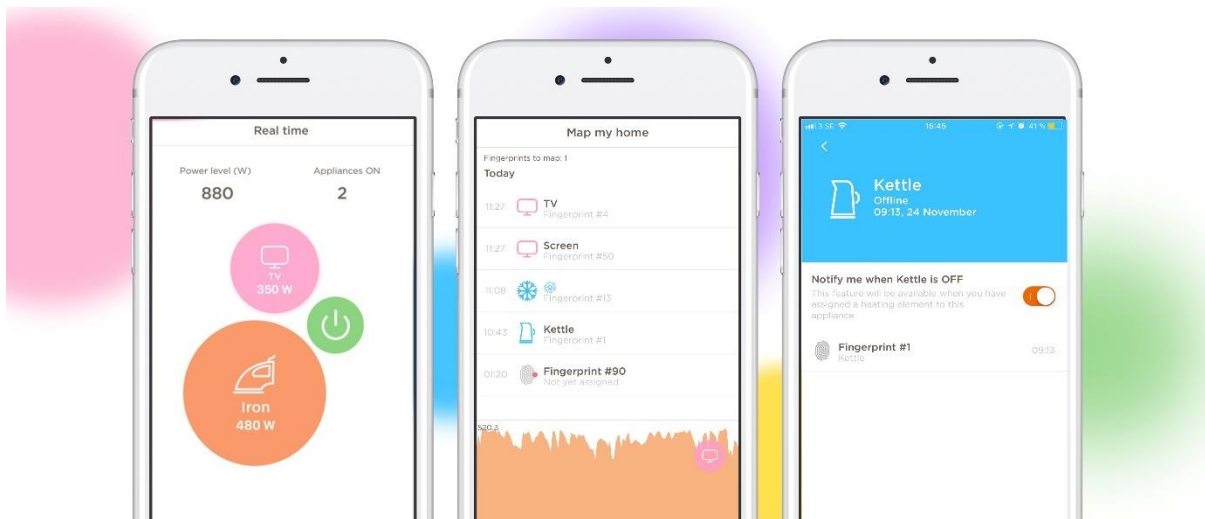 Real time
Power level (W)
Appliances ON
880
2
TV
350 W
Iron
480 W
Map my home
Fingerprints to map: 1
Today
11:27
TV
Fingerprint #4
11:27
Screen
Fingerprint #50
11:08
Fingerprint #13
10:43
Kettle
Fingerprint #1
01:20
Fingerprint #90
Not yet assigned
520.3
3 SE
15:45
41 %
Kettle
Offline
09:13, 24 November
Notify me when Kettle is OFF
This feature will be available when you have
assigned a heating element to this
appliance
Fingerprint #1
09:13
Kettle